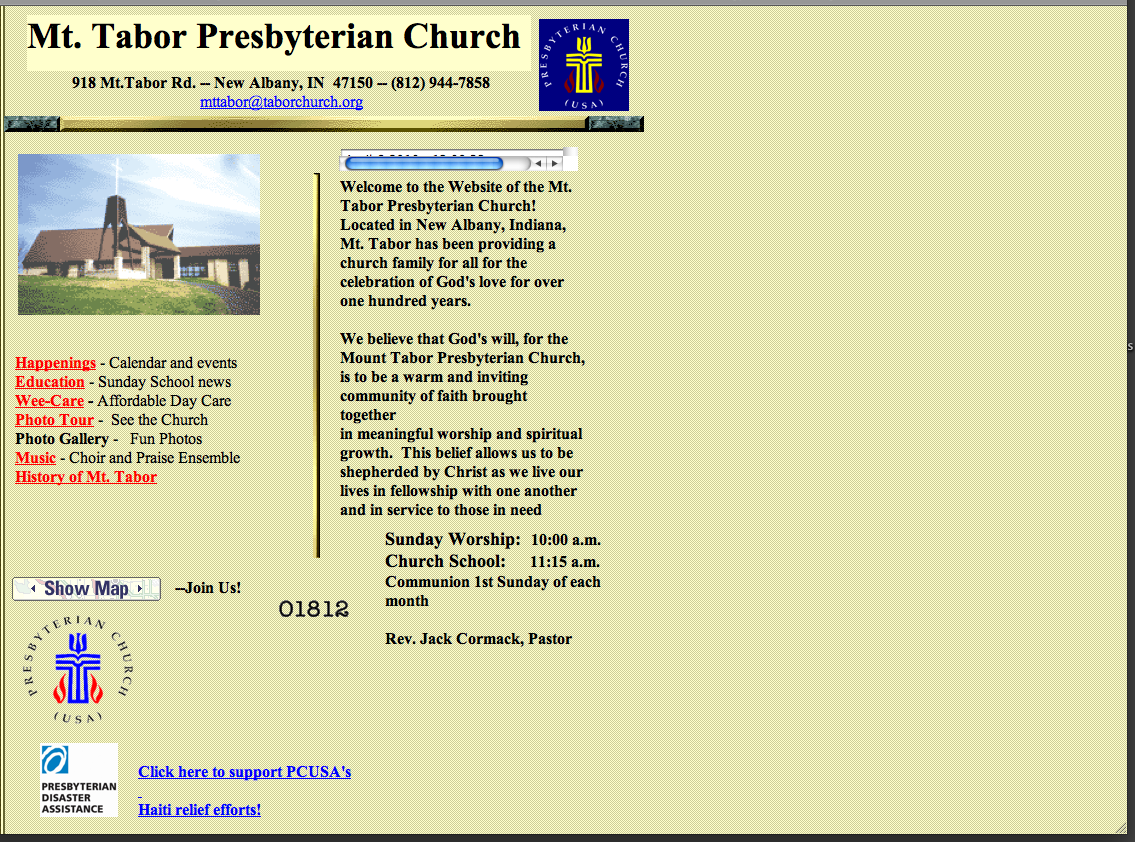 Mt. Tabor Presbyterian Church
PRESBYTERIAN CHURCH
(USA)
918 Mt.Tabor Rd. -- New Albany, IN  47150 -- (812) 944-7858
mttabor@taborchurch.org
Welcome to the Website of the Mt.
Tabor Presbyterian Church!
Located in New Albany, Indiana,
Mt. Tabor has been providing a
church family for all for the
celebration of God's love for over
one hundred years.
We believe that God's will, for the
Mount Tabor Presbyterian Church,
is to be a warm and inviting
community of faith brought
together
in meaningful worship and spiritual
growth.  This belief allows us to be
shepherded by Christ as we live our
lives in fellowship with one another
and in service to those in need
Happenings - Calendar and events
Education - Sunday School news
Wee-Care - Affordable Day Care
Photo Tour -  See the Church
Photo Gallery -   Fun Photos
Music - Choir and Praise Ensemble
History of Mt. Tabor
Sunday Worship:  10:00 a.m.
Church School:  11:15 a.m.
Communion 1st Sunday of each
month
Rev. Jack Cormack, Pastor
Show Map
--Join Us!
01812
PRESBYTERIAN CHURCH
(USA)
PRESBYTERIAN
DISASTER
ASSISTANCE
Click here to support PCUSA's
Haiti relief efforts!